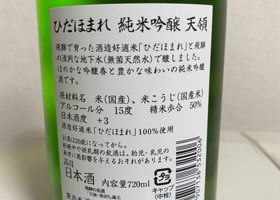 ひだほまれ 純米吟醸 天領
飛騨で育った酒造好適米「ひだほまれ」と飛騨
の清冽な地下水(無菌天然水)で醸しました。
ほのかな吟醸香と豊かな味わいの純米吟醸
です。
原材料名 米(国産)、米こうじ(国産米)
アルコール分 15度 精米歩合 50%
日本酒度 +3
酒造好適米「ひだほまれ」100%使用
お酒は20歳になってから。
妊娠中や授乳期の飲酒は、胎児・乳児の
発育に悪影響を与えるおそれがあります。
品目
日本酒 内容量720ml
キャップ
(中栓)